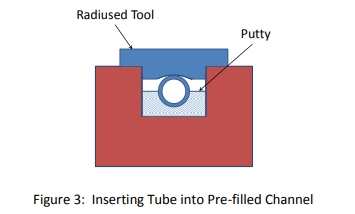 Radiused Tool
Putty
Figure 3:  Inserting Tube into Pre-filled Channel